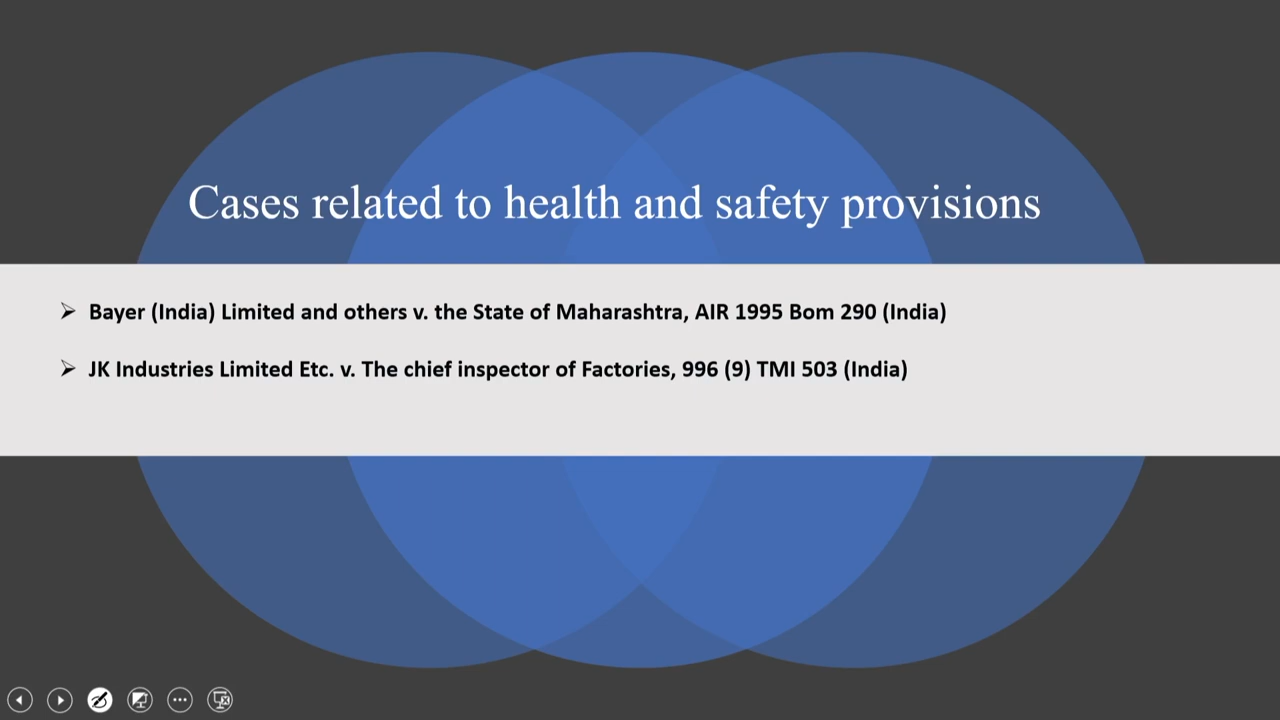 Cases related to health and safety provisions
Bayer (India) Limited and others v. the State of Maharashtra, AIR 1995 Bom 290 (India)
JK Industries Limited Etc. v. The chief inspector of Factories, 996 (9) TMI 503 (India)